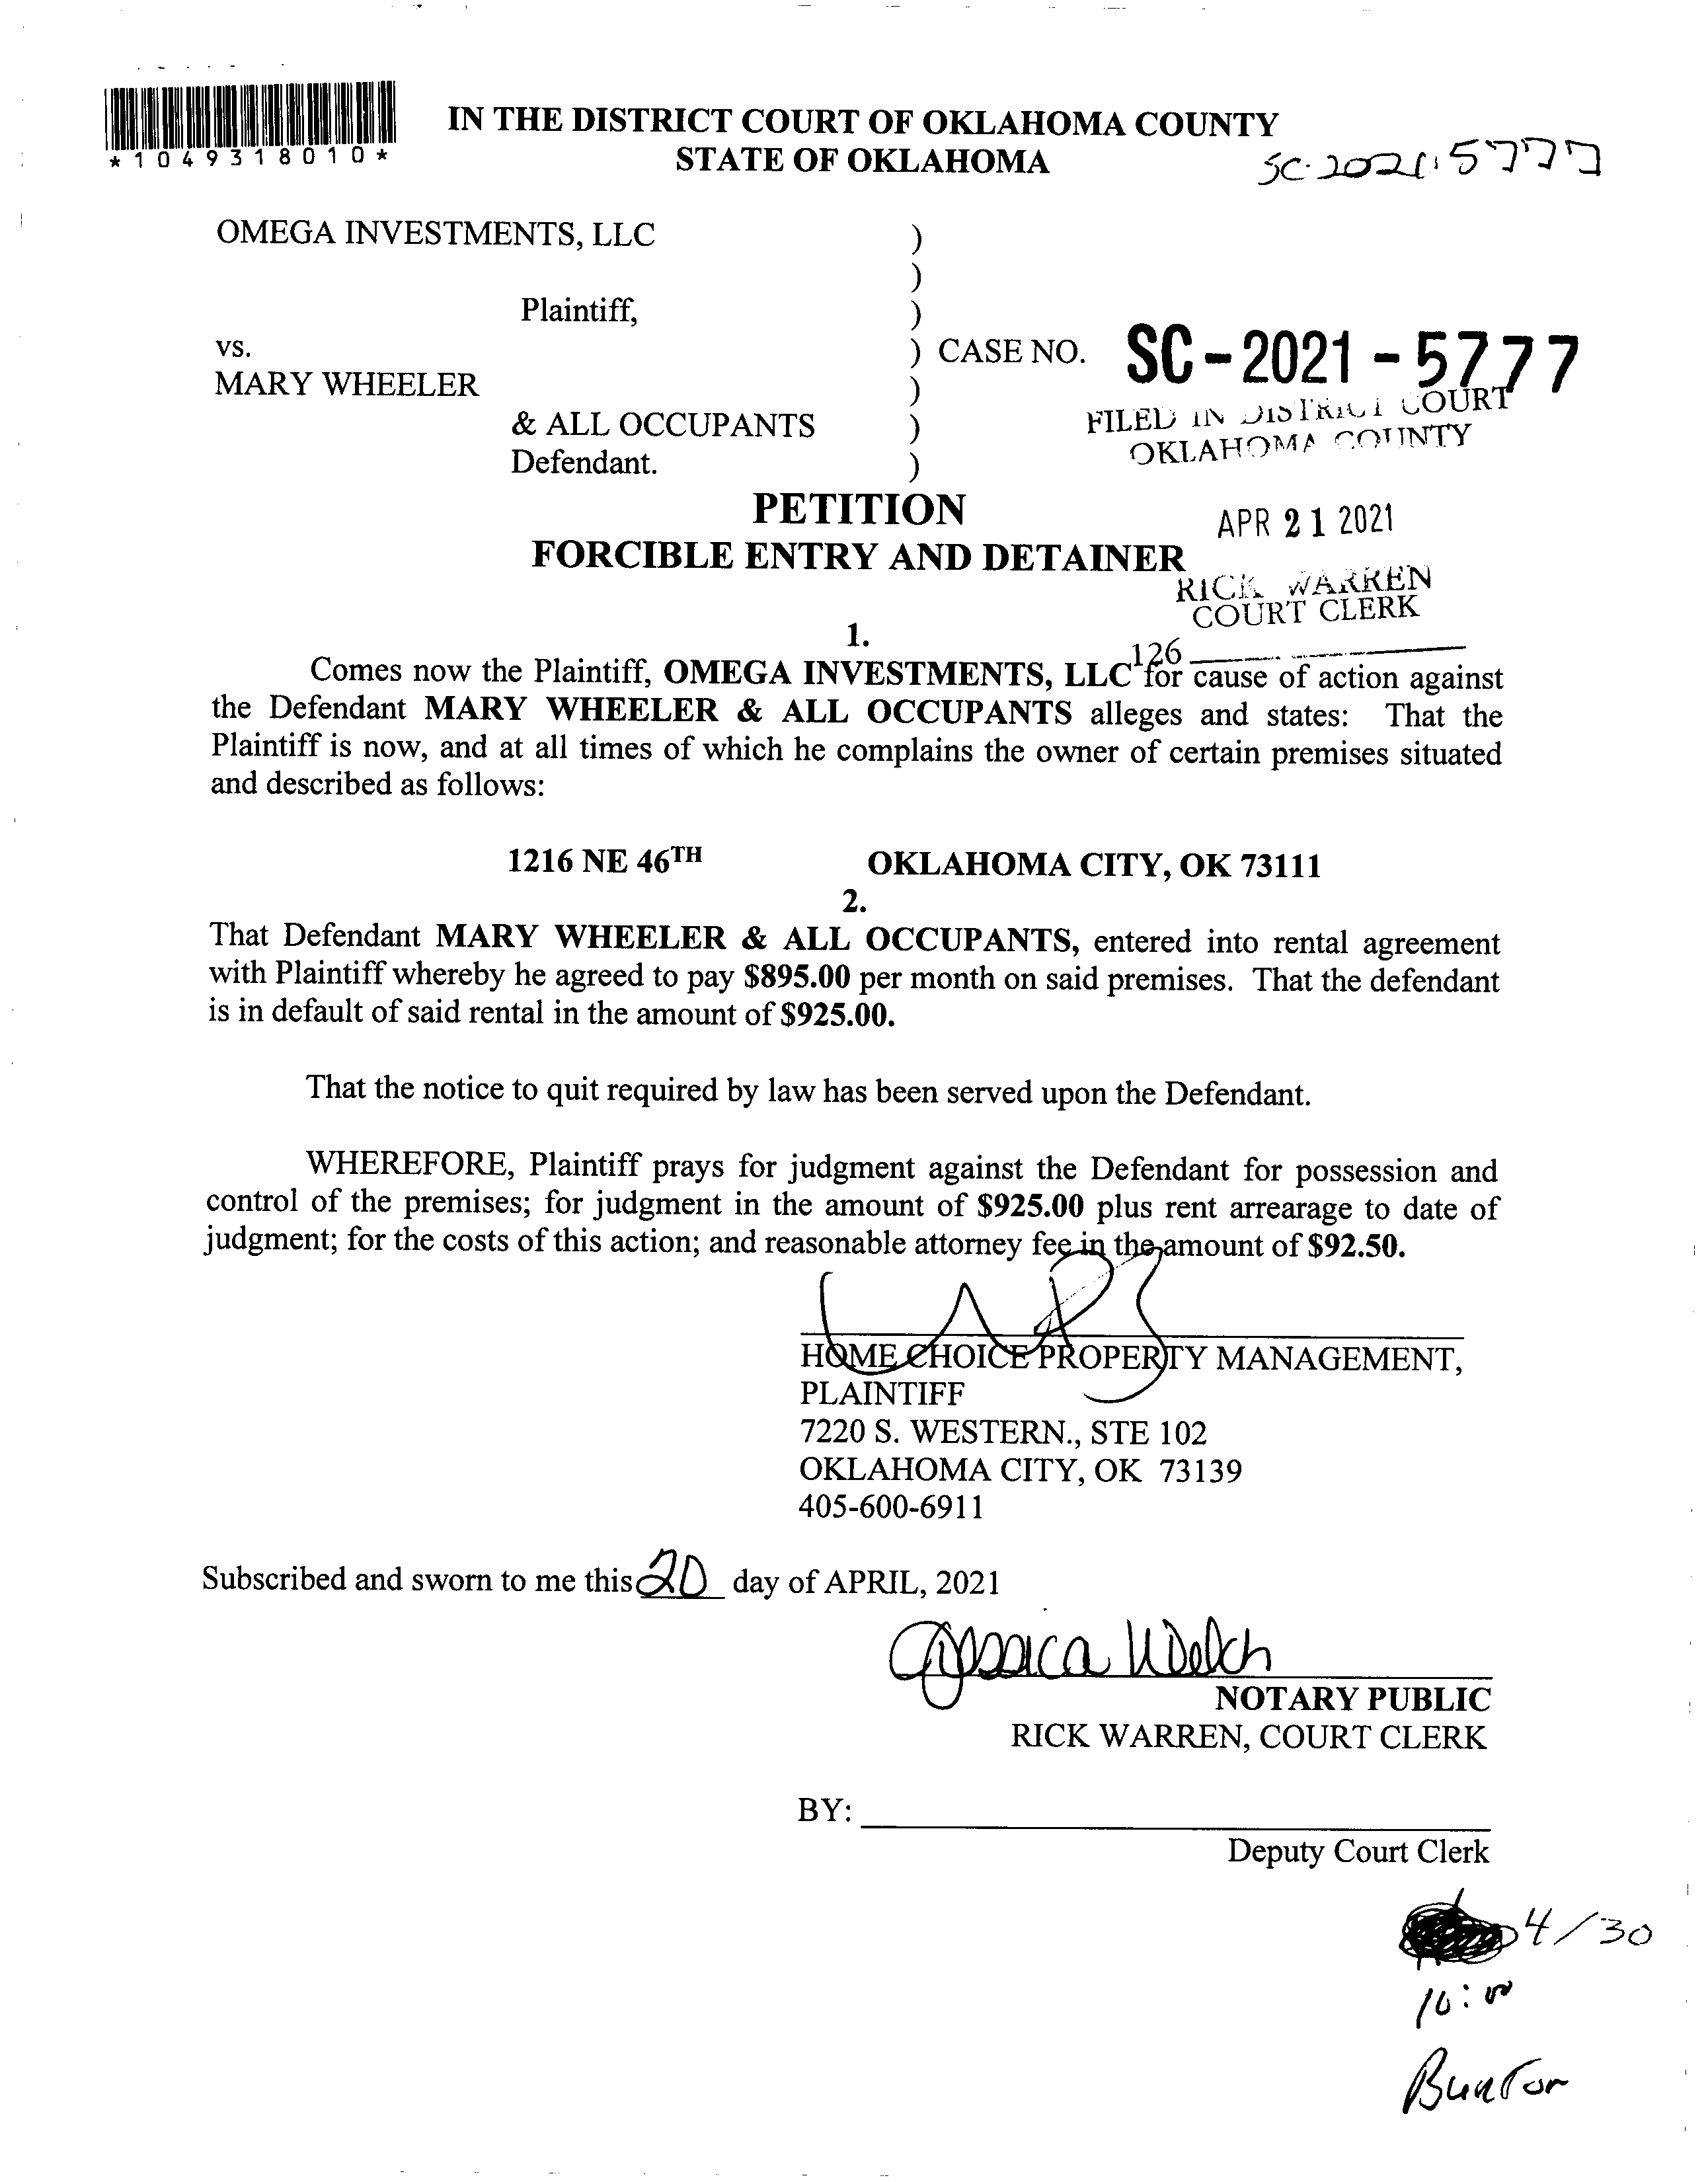 *1049318010*
IN THE DISTRICT COURT OF OKLAHOMA COUNTY
STATE OF OKLAHOMA
SC-2021-5777
OMEGA INVESTMENTS, LLC )
)
Plaintiff, )
vs. ) CASE NO. SC-2021-5777
MARY WHEELER )
& ALL OCCUPANTS )
Defendant. )
FILED IN DISTRICT COURT
OKLAHOMA COUNTY
PETITION
APR 21 2021
FORCIBLE ENTRY AND DETAINER
RICK WARREN
COURT CLERK
1.
126
Comes now the Plaintiff, OMEGA INVESTMENTS, LLC for cause of action against
the Defendant MARY WHEELER & ALL OCCUPANTS alleges and states: That the
Plaintiff is now, and at all times of which he complains the owner of certain premises situated
and described as follows:
1216 NE 46TH OKLAHOMA CITY, OK 73111
2.
That Defendant MARY WHEELER & ALL OCCUPANTS, entered into rental agreement
with Plaintiff whereby he agreed to pay $895.00 per month on said premises. That the defendant
is in default of said rental in the amount of $925.00.
That the notice to quit required by law has been served upon the Defendant.
WHEREFORE, Plaintiff prays for judgment against the Defendant for possession and
control of the premises; for judgment in the amount of $925.00 plus rent arrearage to date of
judgment; for the costs of this action; and reasonable attorney fee in the amount of $92.50.
HOME CHOICE PROPERTY MANAGEMENT,
PLAINTIFF
7220 S. WESTERN., STE 102
OKLAHOMA CITY, OK 73139
405-600-6911
Subscribed and sworn to me this 20 day of APRIL, 2021
Jessica Welch
NOTARY PUBLIC
RICK WARREN, COURT CLERK
BY:
Deputy Court Clerk
4/30